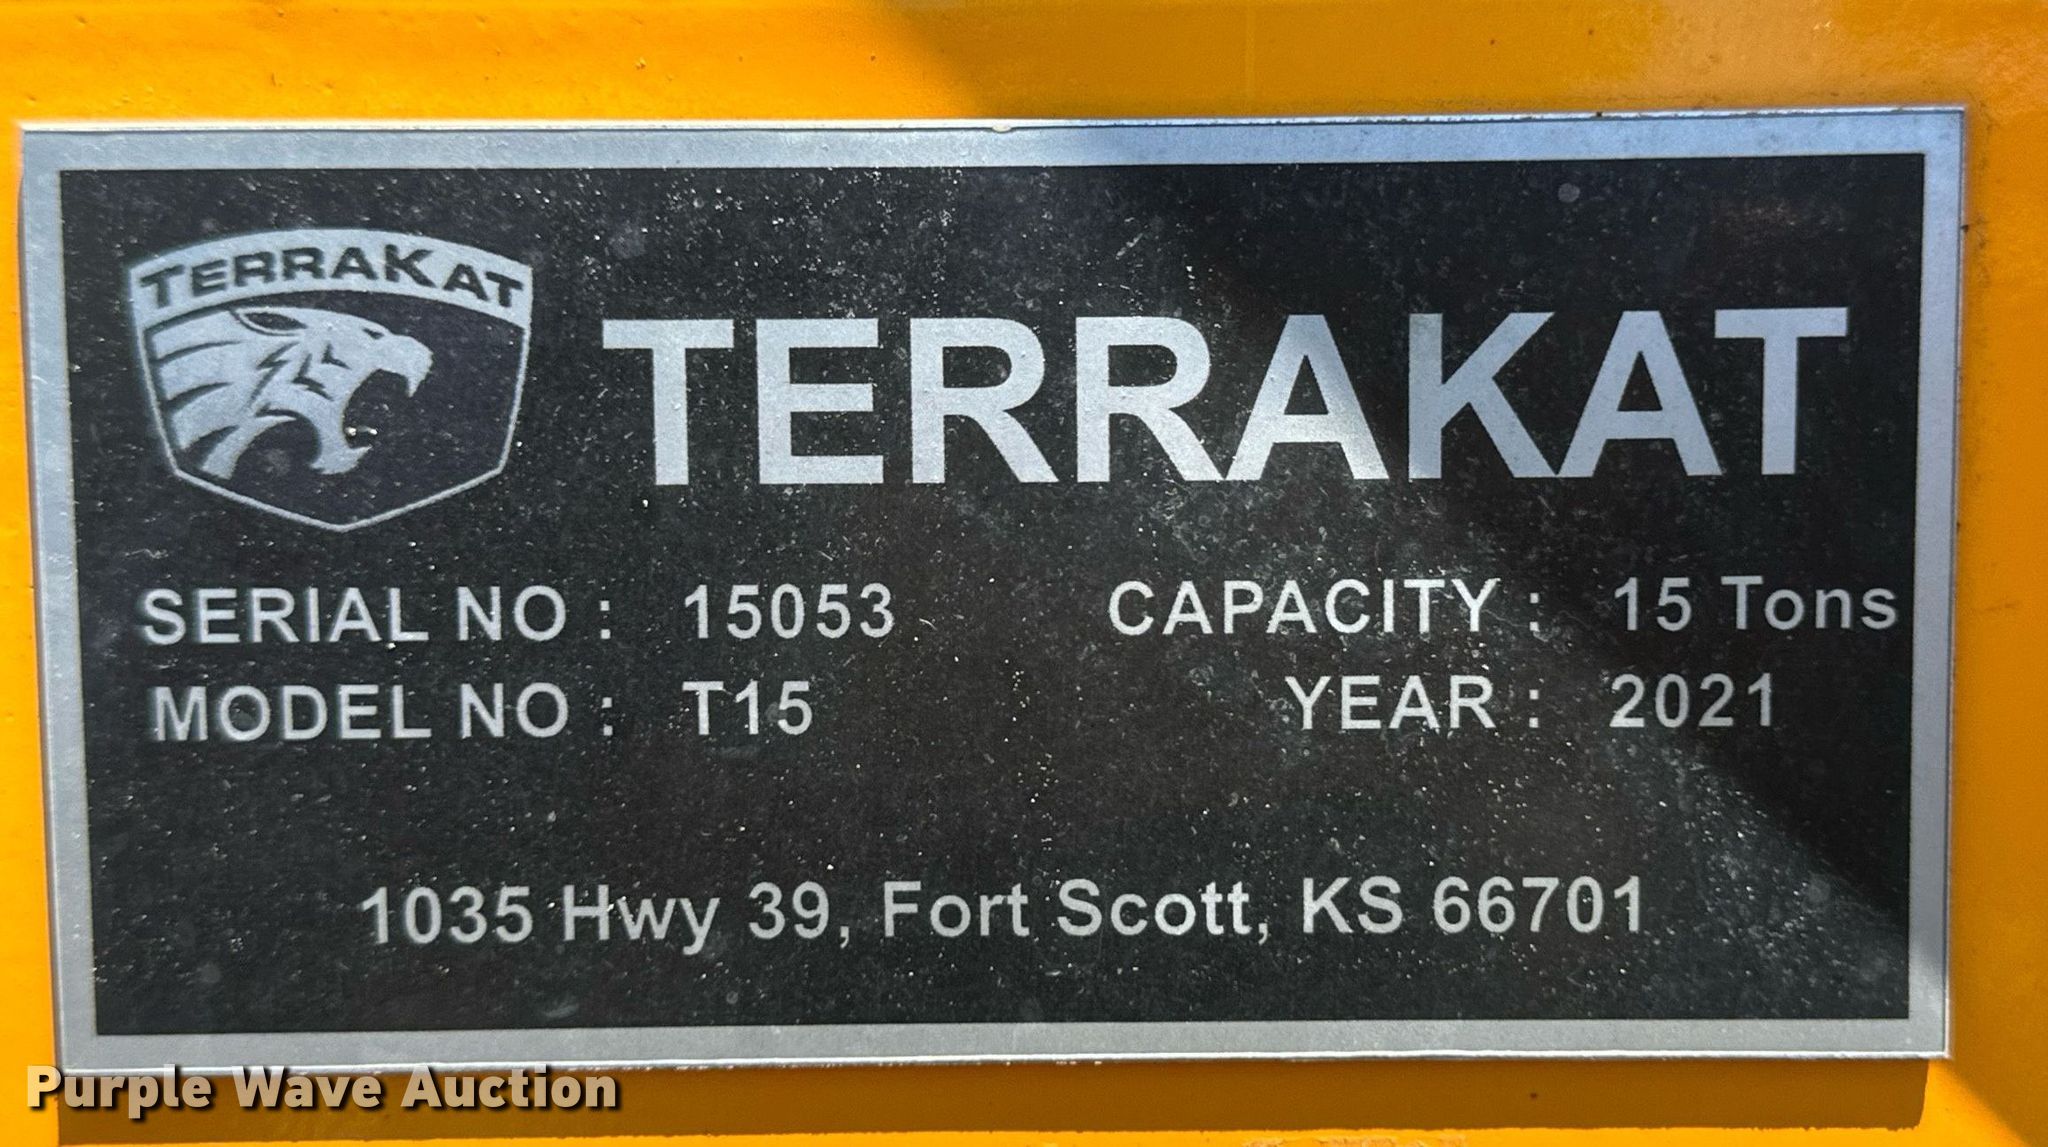 TERRAKAT
TERRAKAT
SERIAL NO : 15053 CAPACITY : 15 Tons
MODEL NO : T15 YEAR : 2021
1035 Hwy 39, Fort Scott, KS 66701
Purple Wave Auction